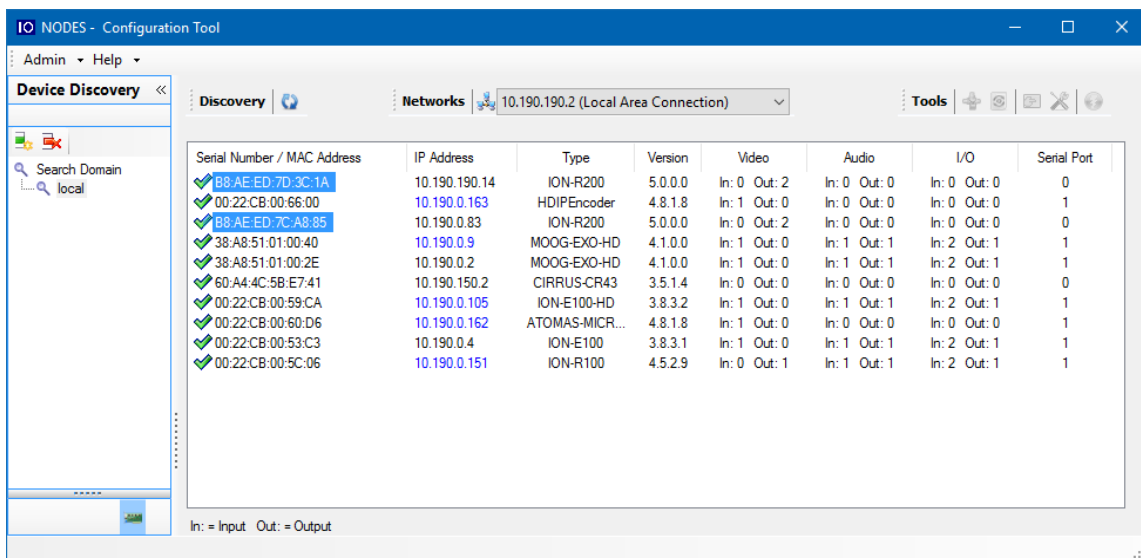 IO NODES - Configuration Tool
Admin Help
Device Discovery «
Discovery Networks 10.190.190.2 (Local Area Connection) Tools
Search Domain
local
Serial Number / MAC Address IP Address Type Version Video Audio I/O Serial Port
B8:AE:ED:7D:3C:1A 10.190.190.14 ION-R200 5.0.0.0 In: 0 Out: 2 In: 0 Out: 0 In: 0 Out: 0 0
00:22:CB:00:66:00 10.190.0.163 HDIPEncoder 4.8.1.8 In: 1 Out: 0 In: 0 Out: 0 In: 0 Out: 0 1
B8:AE:ED:7C:A8:85 10.190.0.83 ION-R200 5.0.0.0 In: 0 Out: 2 In: 0 Out: 0 In: 0 Out: 0 0
38:A8:51:01:00:40 10.190.0.9 MOOG-EXO-HD 4.1.0.0 In: 1 Out: 0 In: 1 Out: 1 In: 2 Out: 1 1
38:A8:51:01:00:2E 10.190.0.2 MOOG-EXO-HD 4.1.0.0 In: 1 Out: 0 In: 1 Out: 1 In: 2 Out: 1 1
60:A4:4C:5B:E7:41 10.190.150.2 CIRRUS-CR43 3.5.1.4 In: 0 Out: 0 In: 0 Out: 0 In: 0 Out: 0 0
00:22:CB:00:59:CA 10.190.0.105 ION-E100-HD 3.8.3.2 In: 1 Out: 0 In: 1 Out: 1 In: 2 Out: 1 1
00:22:CB:00:60:D6 10.190.0.162 ATOMAS-MICR... 4.8.1.8 In: 1 Out: 0 In: 0 Out: 0 In: 0 Out: 0 1
00:22:CB:00:53:C3 10.190.0.4 ION-E100 3.8.3.1 In: 1 Out: 0 In: 1 Out: 1 In: 2 Out: 1 1
00:22:CB:00:5C:06 10.190.0.151 ION-R100 4.5.2.9 In: 0 Out: 1 In: 1 Out: 1 In: 2 Out: 1 1
In: = Input Out: = Output